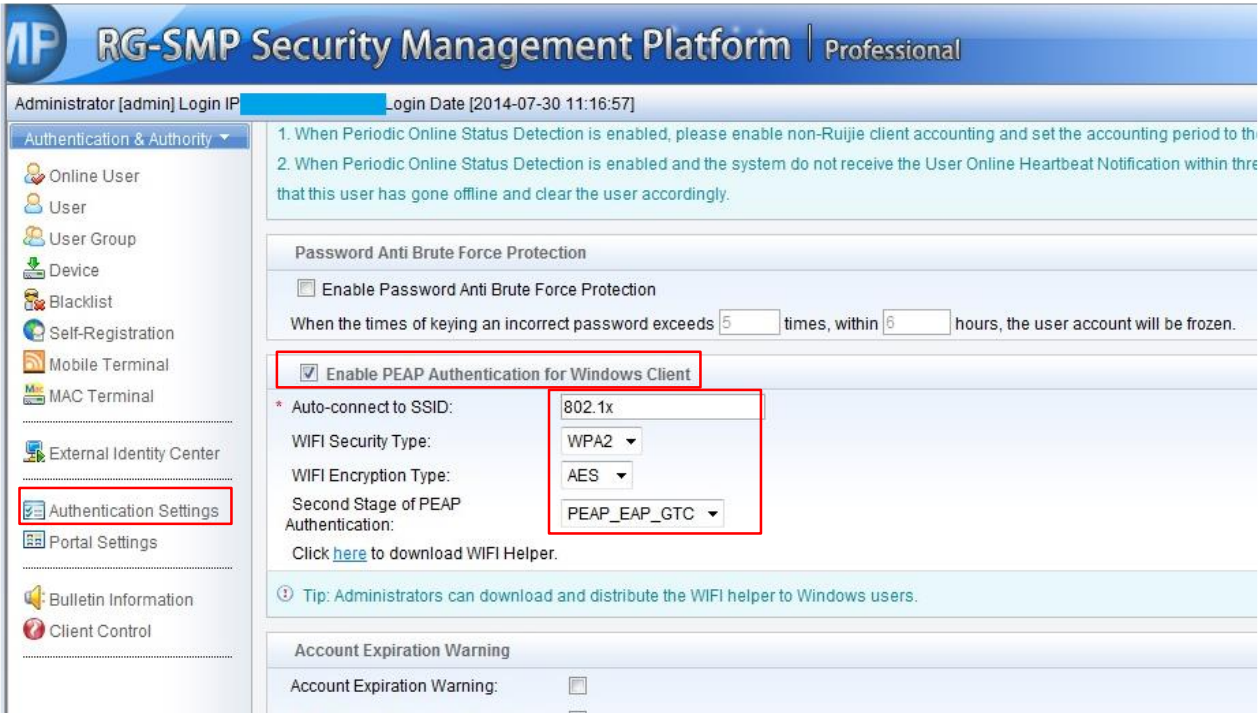 MP RG-SMP Security Management Platform | Professional
Administrator [admin] Login IP Login Date [2014-07-30 11:16:57]
Authentication & Authority
Online User
User
User Group
Device
Blacklist
Self-Registration
Mobile Terminal
MAC Terminal
External Identity Center
Authentication Settings
Portal Settings
Bulletin Information
Client Control
1. When Periodic Online Status Detection is enabled, please enable non-Ruijie client accounting and set the accounting period to
2. When Periodic Online Status Detection is enabled and the system do not receive the User Online Heartbeat Notification within
that this user has gone offline and clear the user accordingly.
Password Anti Brute Force Protection
Enable Password Anti Brute Force Protection
When the times of keying an incorrect password exceeds 5 times, within 6 hours, the user account will be frozen.
Enable PEAP Authentication for Windows Client
* Auto-connect to SSID: 802.1x
WIFI Security Type: WPA2
WIFI Encryption Type: AES
Second Stage of PEAP
Authentication: PEAP_EAP_GTC
Click here to download WIFI Helper.
Tip: Administrators can download and distribute the WIFI helper to Windows users.
Account Expiration Warning
Account Expiration Warning: